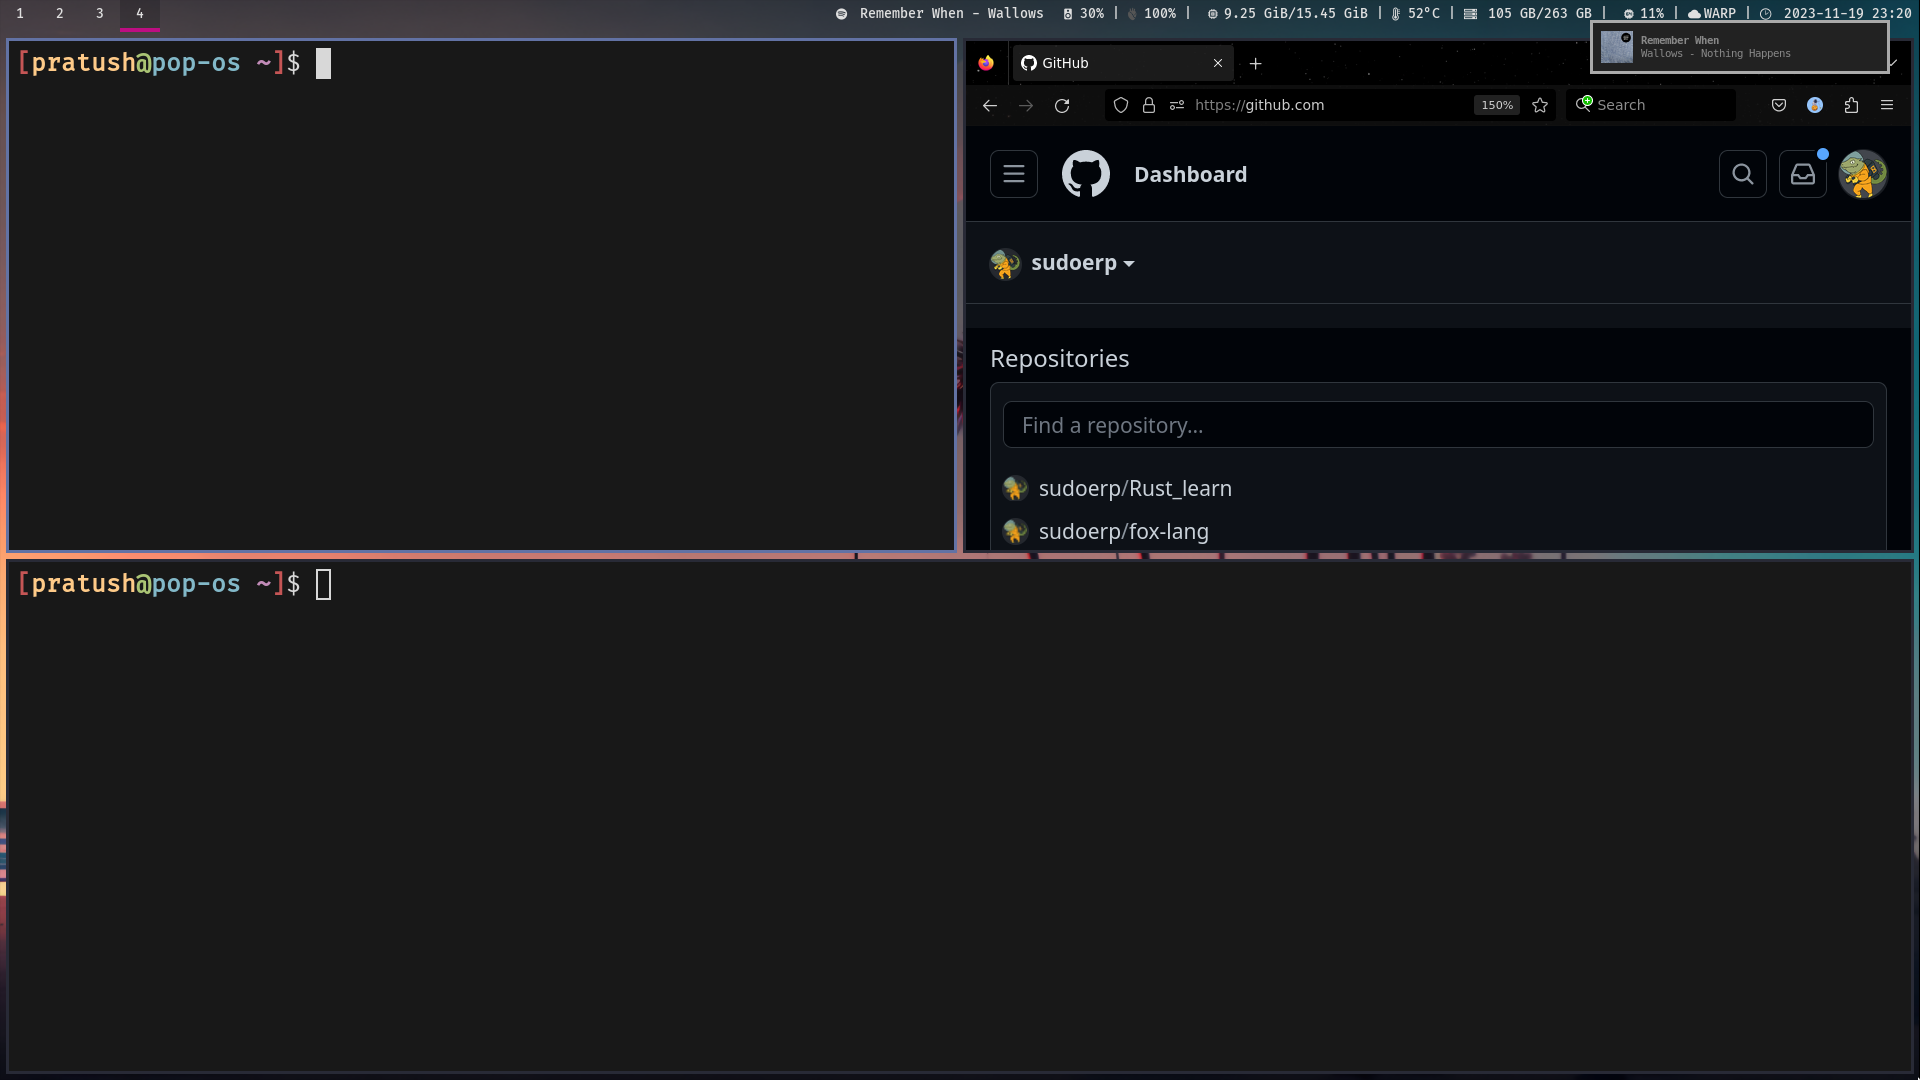 1 2 3 4 Remember When - Wallows 30% | 100% | 9.25 GiB/15.45 GiB | 52°C | 105 GB/263 GB | 11% | WARP | 2023-11-19 23:20
Remember When
Wallows - Nothing Happens
[pratush@pop-os ~]$
GitHub
https://github.com 150% Search
Dashboard
sudoerp
Repositories
Find a repository...
sudoerp/Rust_learn
sudoerp/fox-lang
[pratush@pop-os ~]$